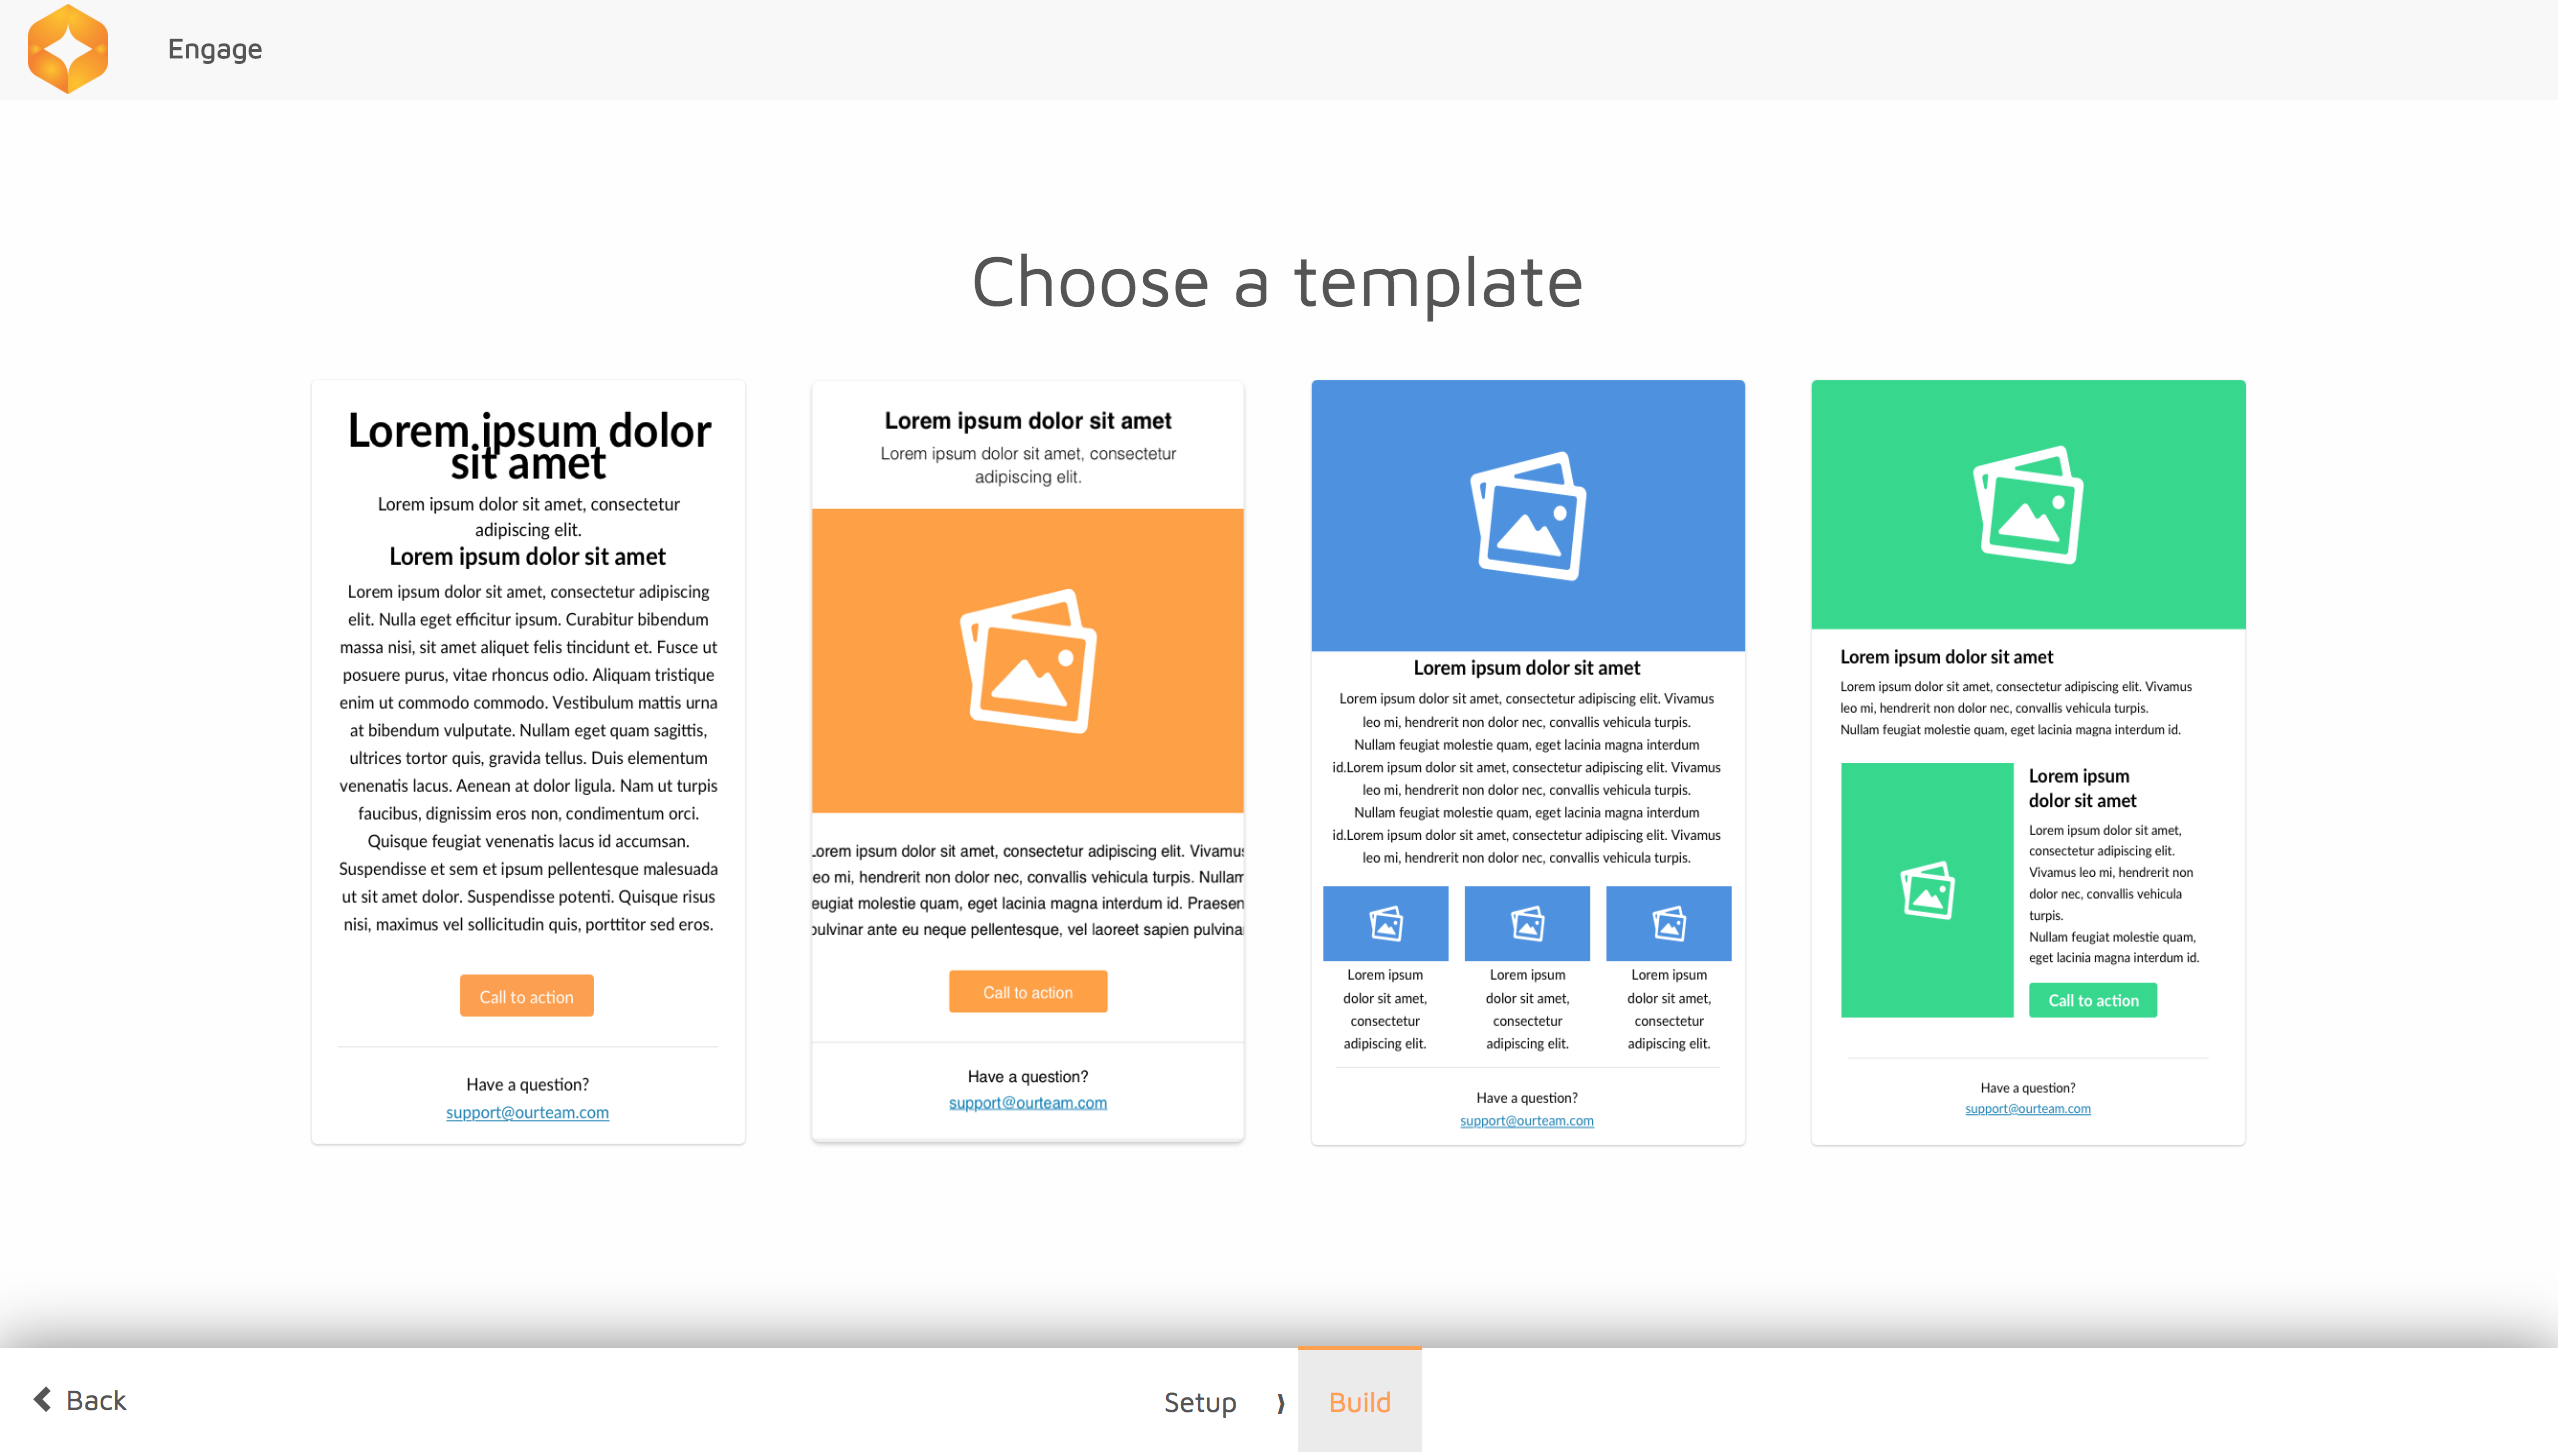 Engage
Choose a template
Lorem ipsum dolor
sit amet
Lorem ipsum dolor sit amet, consectetur
adipiscing elit.
Lorem ipsum dolor sit amet
Lorem ipsum dolor sit amet, consectetur adipiscing
elit. Nulla eget efficitur ipsum. Curabitur bibendum
massa nisi, sit amet aliquet felis tincidunt et. Fusce ut
posuere purus, vitae rhoncus odio. Aliquam tristique
enim ut commodo commodo. Vestibulum mattis urna
at bibendum vulputate. Nullam eget quam sagittis,
ultrices tortor quis, gravida tellus. Duis elementum
venenatis lacus. Aenean at dolor ligula. Nam ut turpis
faucibus, dignissim eros non, condimentum orci.
Quisque feugiat venenatis lacus id accumsan.
Suspendisse et sem et ipsum pellentesque malesuada
ut sit amet dolor. Suspendisse potenti. Quisque risus
nisi, maximus vel sollicitudin quis, porttitor sed eros.
Call to action
Have a question?
support@ourteam.com
Lorem ipsum dolor sit amet
Lorem ipsum dolor sit amet, consectetur
adipiscing elit.
Lorem ipsum dolor sit amet, consectetur adipiscing elit. Vivamus
eo mi, hendrerit non dolor nec, convallis vehicula turpis. Nullam
eugiat molestie quam, eget lacinia magna interdum id. Praesen
pulvinar ante eu neque pellentesque, vel laoreet sapien pulvina
Call to action
Have a question?
support@ourteam.com
Lorem ipsum dolor sit amet
Lorem ipsum dolor sit amet, consectetur adipiscing elit. Vivamus
leo mi, hendrerit non dolor nec, convallis vehicula turpis.
Nullam feugiat molestie quam, eget lacinia magna interdum
id.Lorem ipsum dolor sit amet, consectetur adipiscing elit. Vivamus
leo mi, hendrerit non dolor nec, convallis vehicula turpis.
Nullam feugiat molestie quam, eget lacinia magna interdum
id.Lorem ipsum dolor sit amet, consectetur adipiscing elit. Vivamus
leo mi, hendrerit non dolor nec, convallis vehicula turpis.
Lorem ipsum
dolor sit amet,
consectetur
adipiscing elit.
Lorem ipsum
dolor sit amet,
consectetur
adipiscing elit.
Lorem ipsum
dolor sit amet,
consectetur
adipiscing elit.
Have a question?
support@ourteam.com
Lorem ipsum dolor sit amet
Lorem ipsum dolor sit amet, consectetur adipiscing elit. Vivamus
leo mi, hendrerit non dolor nec, convallis vehicula turpis.
Nullam feugiat molestie quam, eget lacinia magna interdum id.
Lorem ipsum
dolor sit amet
Lorem ipsum dolor sit amet,
consectetur adipiscing elit.
Vivamus leo mi, hendrerit non
dolor nec, convallis vehicula
turpis.
Nullam feugiat molestie quam,
eget lacinia magna interdum id.
Call to action
Have a question?
support@ourteam.com
Back
Setup
Build